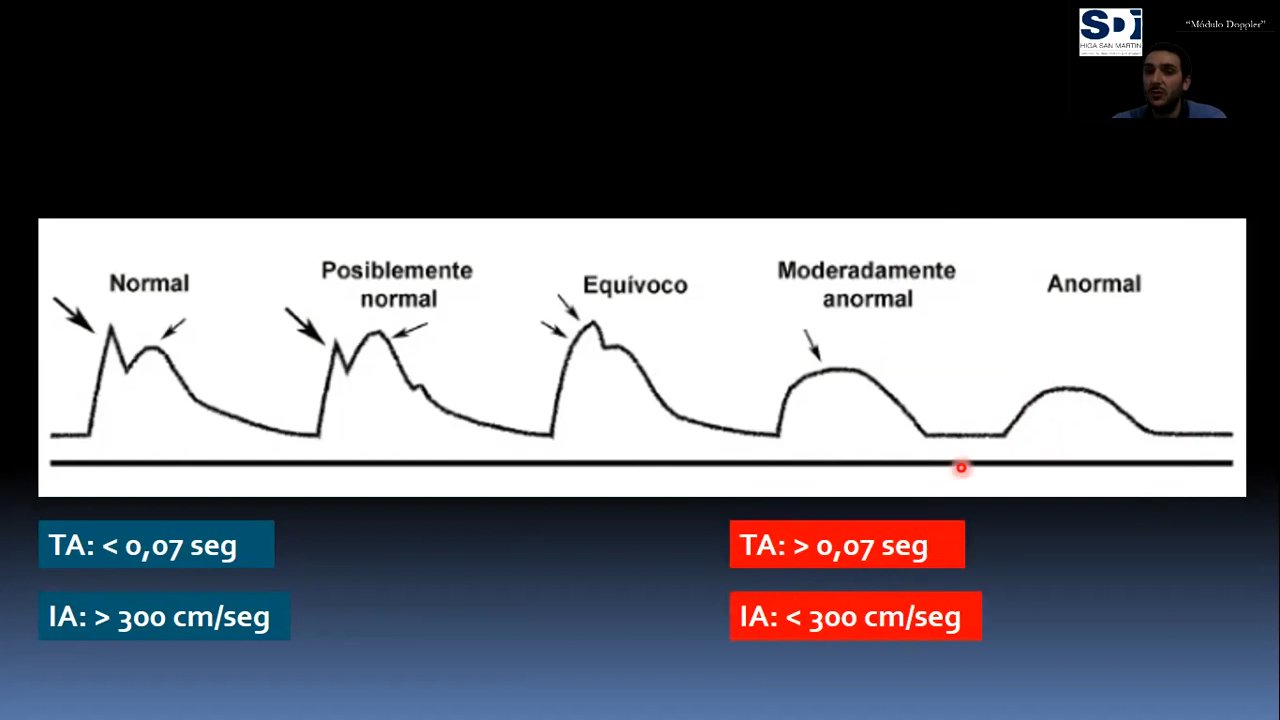 SDi
HIGA SAN MARTIN
“Módulo Doppler”
Normal
Posiblemente
normal
Equívoco
Moderadamente
anormal
Anormal
TA: < 0,07 seg
TA: > 0,07 seg
IA: > 300 cm/seg
IA: < 300 cm/seg